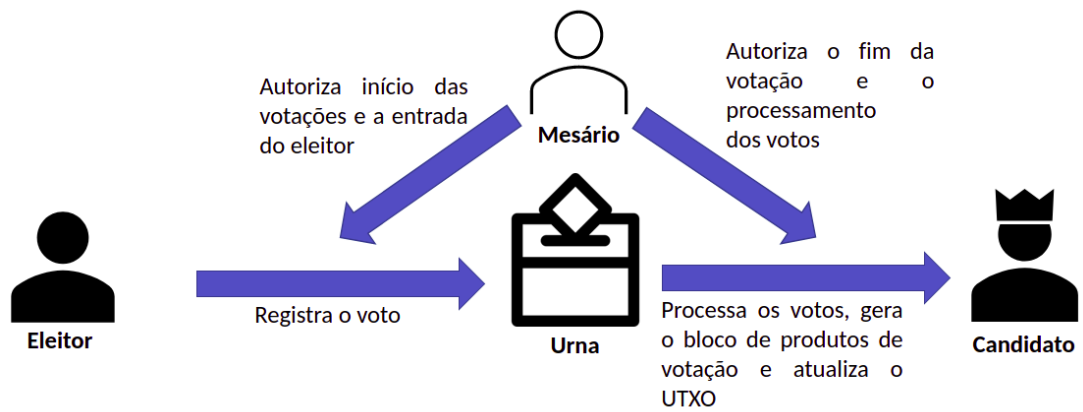 Autoriza início das
votações e a entrada
do eleitor
Mesário
Autoriza o fim da
votação e o
processamento
dos votos
Eleitor
Registra o voto
Urna
Processa os votos, gera
o bloco de produtos de
votação e atualiza o
UTXO
Candidato